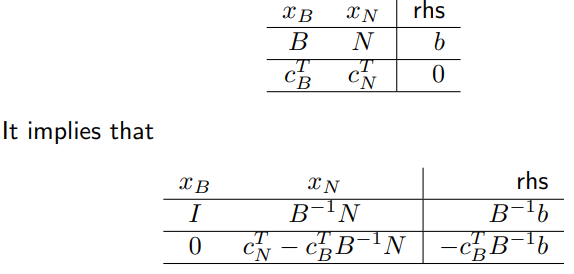 x_B x_N rhs
B N b
c_B^T c_N^T 0
It implies that
x_B x_N rhs
I B^{-1}N B^{-1}b
0 c_N^T − c_B^T B^{-1}N −c_B^T B^{-1}b